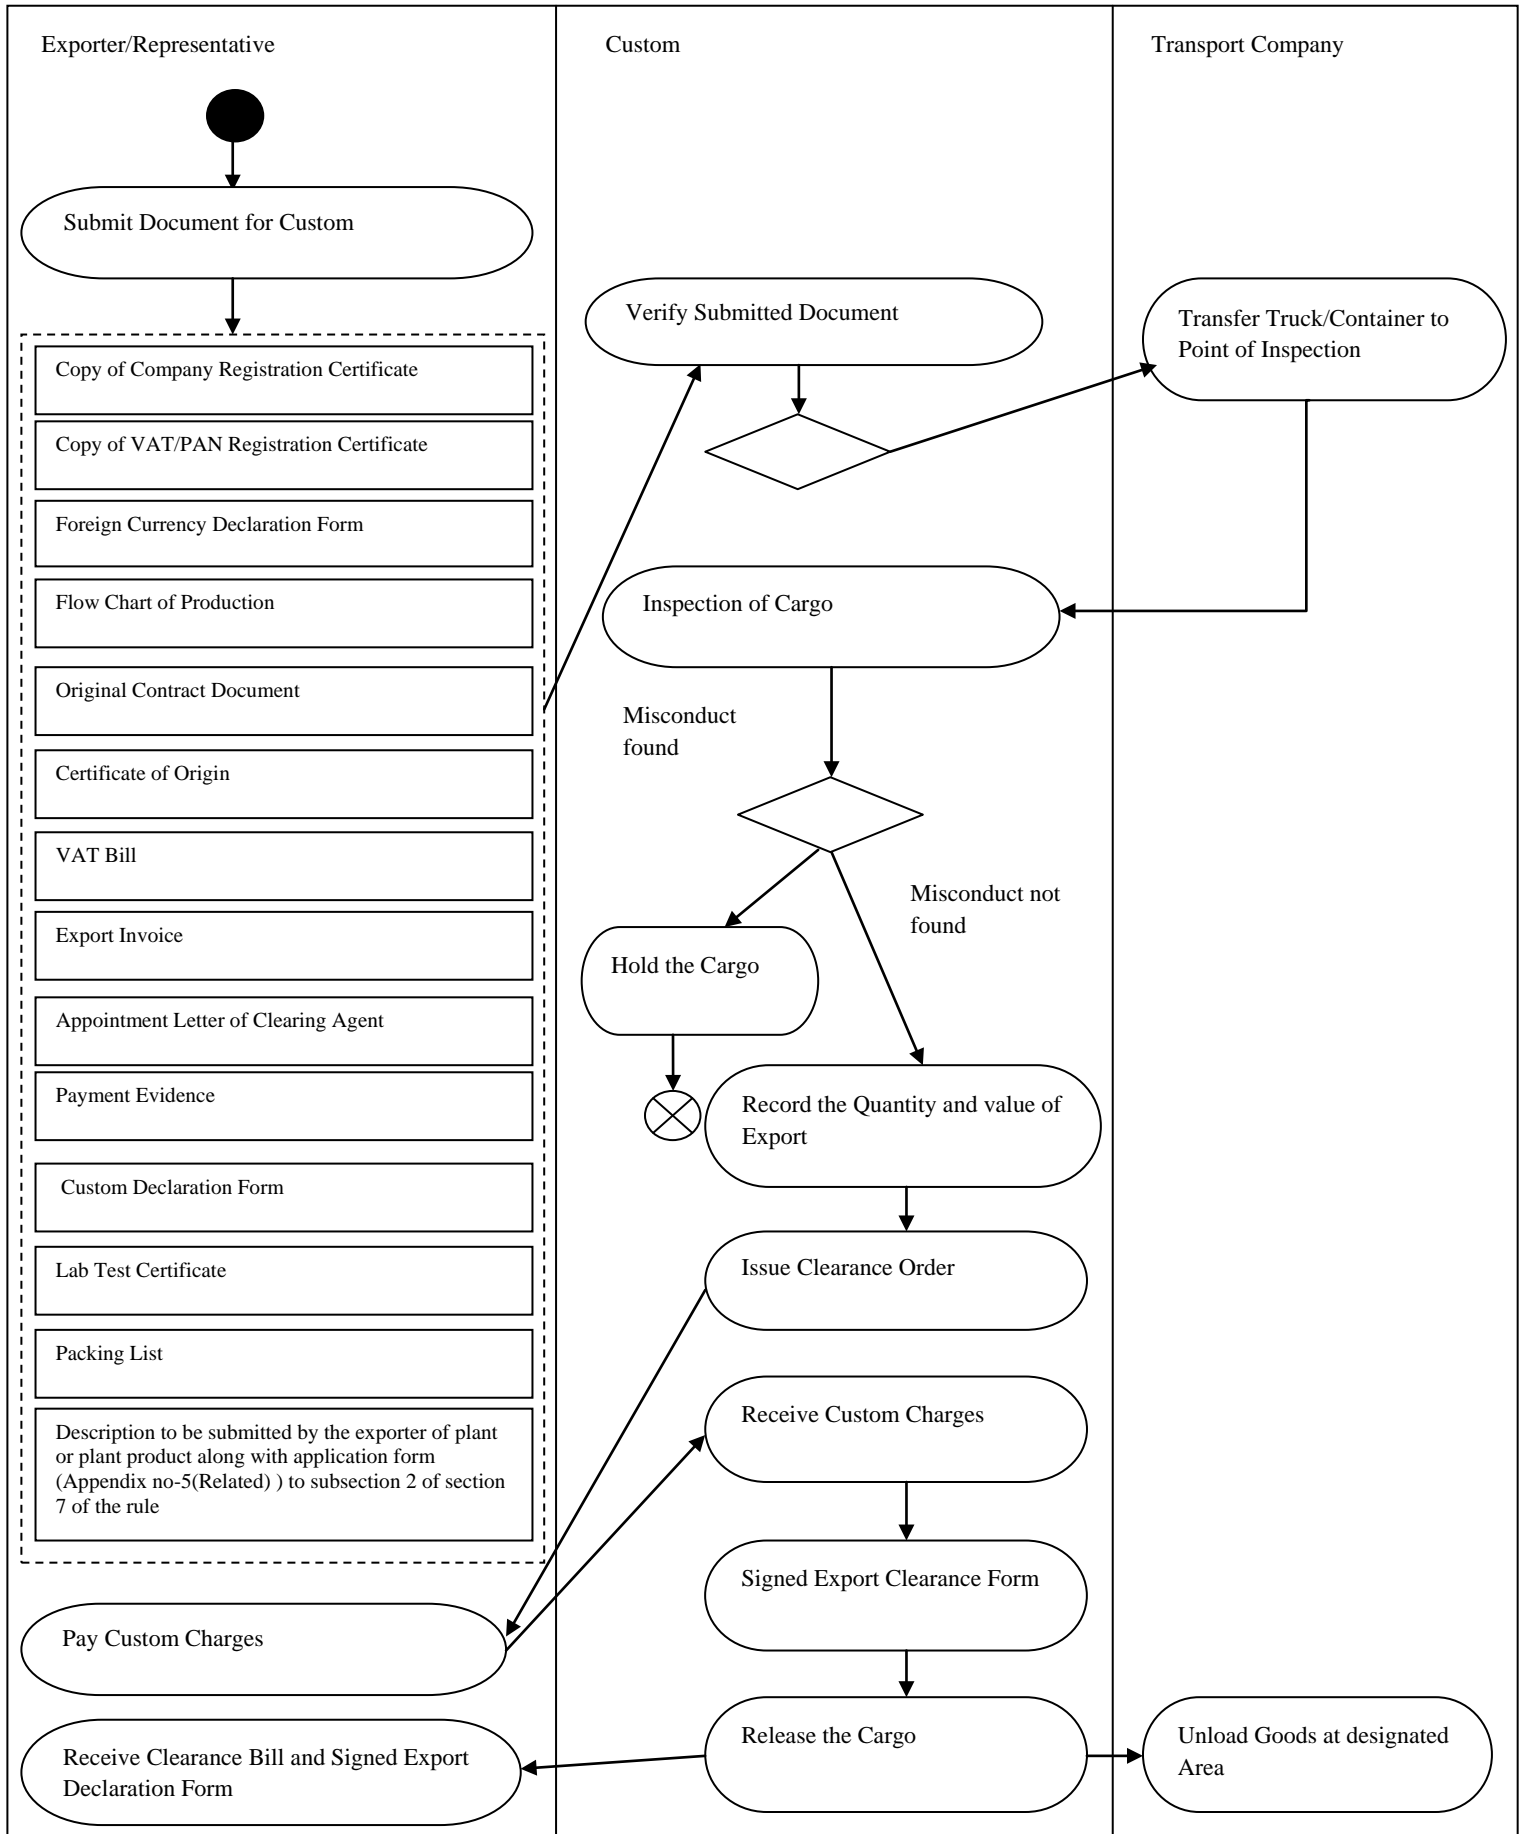 Exporter/Representative
Custom
Transport Company
Submit Document for Custom
Verify Submitted Document
Transfer Truck/Container to
Point of Inspection
Copy of Company Registration Certificate
Copy of VAT/PAN Registration Certificate
Foreign Currency Declaration Form
Flow Chart of Production
Inspection of Cargo
Original Contract Document
Misconduct
found
Certificate of Origin
VAT Bill
Misconduct not
found
Export Invoice
Hold the Cargo
Appointment Letter of Clearing Agent
Payment Evidence
Record the Quantity and value of
Export
Custom Declaration Form
Lab Test Certificate
Issue Clearance Order
Packing List
Receive Custom Charges
Description to be submitted by the exporter of plant
or plant product along with application form
(Appendix no-5(Related) ) to subsection 2 of section
7 of the rule
Signed Export Clearance Form
Pay Custom Charges
Release the Cargo
Unload Goods at designated
Area
Receive Clearance Bill and Signed Export
Declaration Form